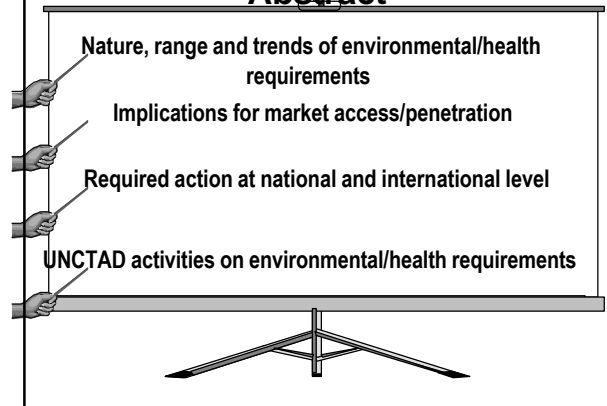 Abstract
Nature, range and trends of environmental/health
requirements
Implications for market access/penetration
Required action at national and international level
UNCTAD activities on environmental/health requirements